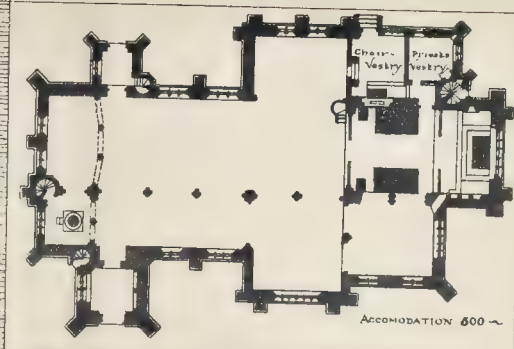 Choir- Priests
Vestry. Vestry.
ACCOMODATION 600 ~